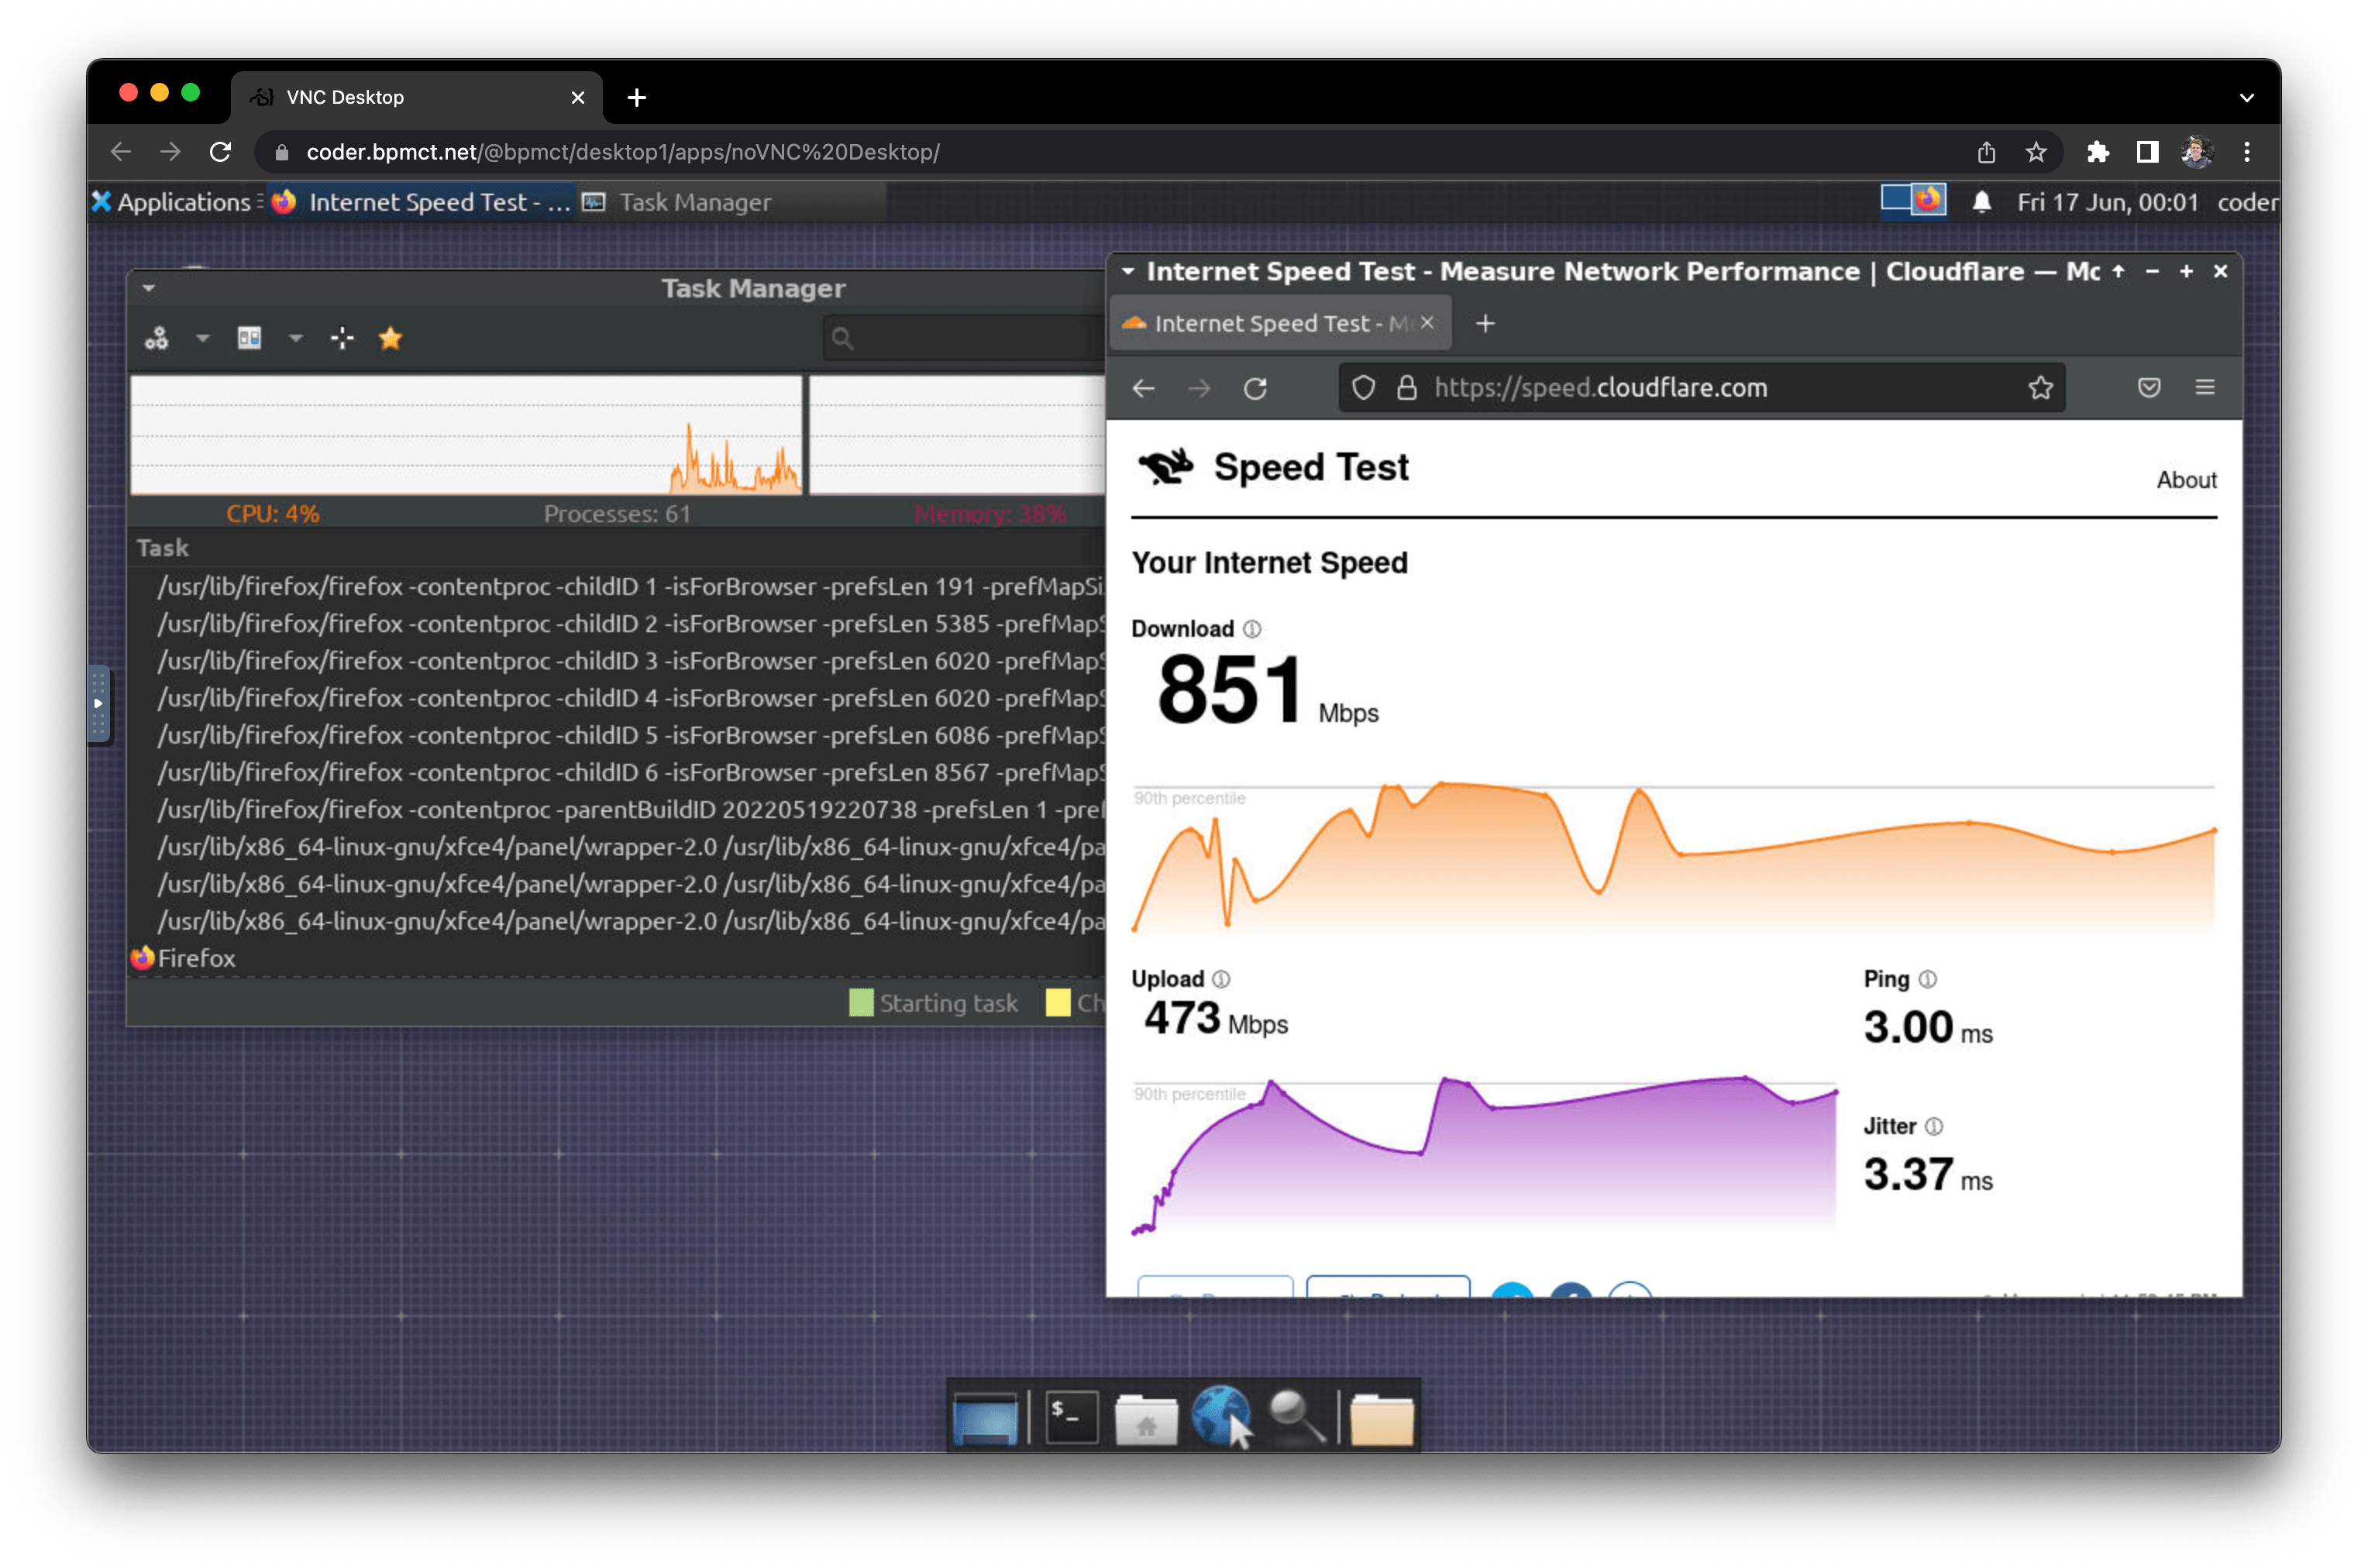 VNC Desktop
coder.bpmct.net/@bpmct/desktop1/apps/noVNC%20Desktop/
Applications
Internet Speed Test - ...
Task Manager
Fri 17 Jun, 00:01
coder
Task Manager
CPU: 4%
Processes: 61
Memory: 38%
Task
/usr/lib/firefox/firefox -contentproc -childID 1 -isForBrowser -prefsLen 191 -prefMapSi
/usr/lib/firefox/firefox -contentproc -childID 2 -isForBrowser -prefsLen 5385 -prefMapS
/usr/lib/firefox/firefox -contentproc -childID 3 -isForBrowser -prefsLen 6020 -prefMapS
/usr/lib/firefox/firefox -contentproc -childID 4 -isForBrowser -prefsLen 6020 -prefMapS
/usr/lib/firefox/firefox -contentproc -childID 5 -isForBrowser -prefsLen 6086 -prefMapS
/usr/lib/firefox/firefox -contentproc -childID 6 -isForBrowser -prefsLen 8567 -prefMapS
/usr/lib/firefox/firefox -contentproc -parentBuildID 20220519220738 -prefsLen 1 -pref
/usr/lib/x86_64-linux-gnu/xfce4/panel/wrapper-2.0 /usr/lib/x86_64-linux-gnu/xfce4/pa
/usr/lib/x86_64-linux-gnu/xfce4/panel/wrapper-2.0 /usr/lib/x86_64-linux-gnu/xfce4/pa
/usr/lib/x86_64-linux-gnu/xfce4/panel/wrapper-2.0 /usr/lib/x86_64-linux-gnu/xfce4/pa
Firefox
Starting task
Ch
Internet Speed Test - Measure Network Performance | Cloudflare — Mo
Internet Speed Test - Me
https://speed.cloudflare.com
Speed Test
About
Your Internet Speed
Download
851 Mbps
90th percentile
Upload
473 Mbps
90th percentile
Ping
3.00 ms
Jitter
3.37 ms
$_